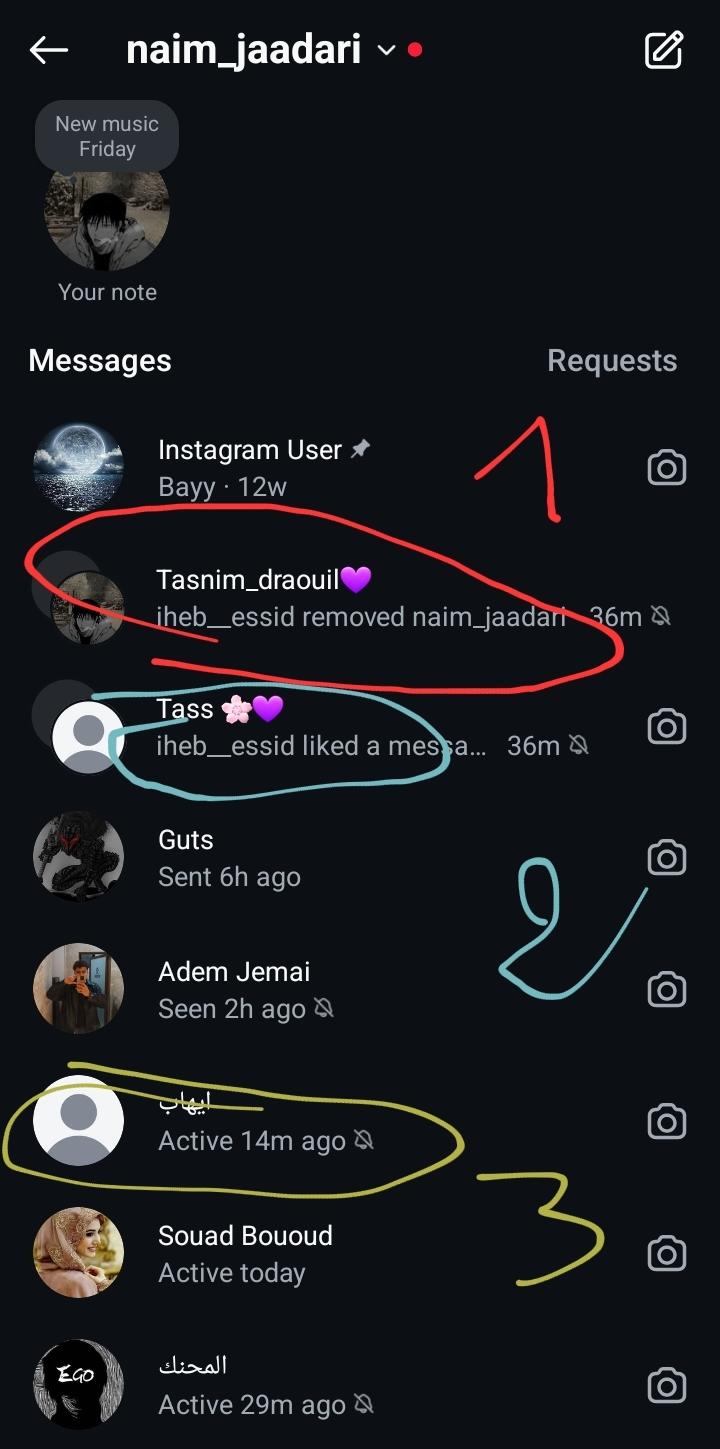 naim_jaadari
New music
Friday
Your note
Messages Requests
Instagram User
Bayy · 12w
1
Tasnim_draouil💜
iheb__essid removed naim_jaadari 36m
Tass 🌸💜
iheb__essid liked a messa... 36m
Guts
Sent 6h ago
2
Adem Jemai
Seen 2h ago
ايهاب
Active 14m ago
3
Souad Bououd
Active today
EGO
المحنك
Active 29m ago